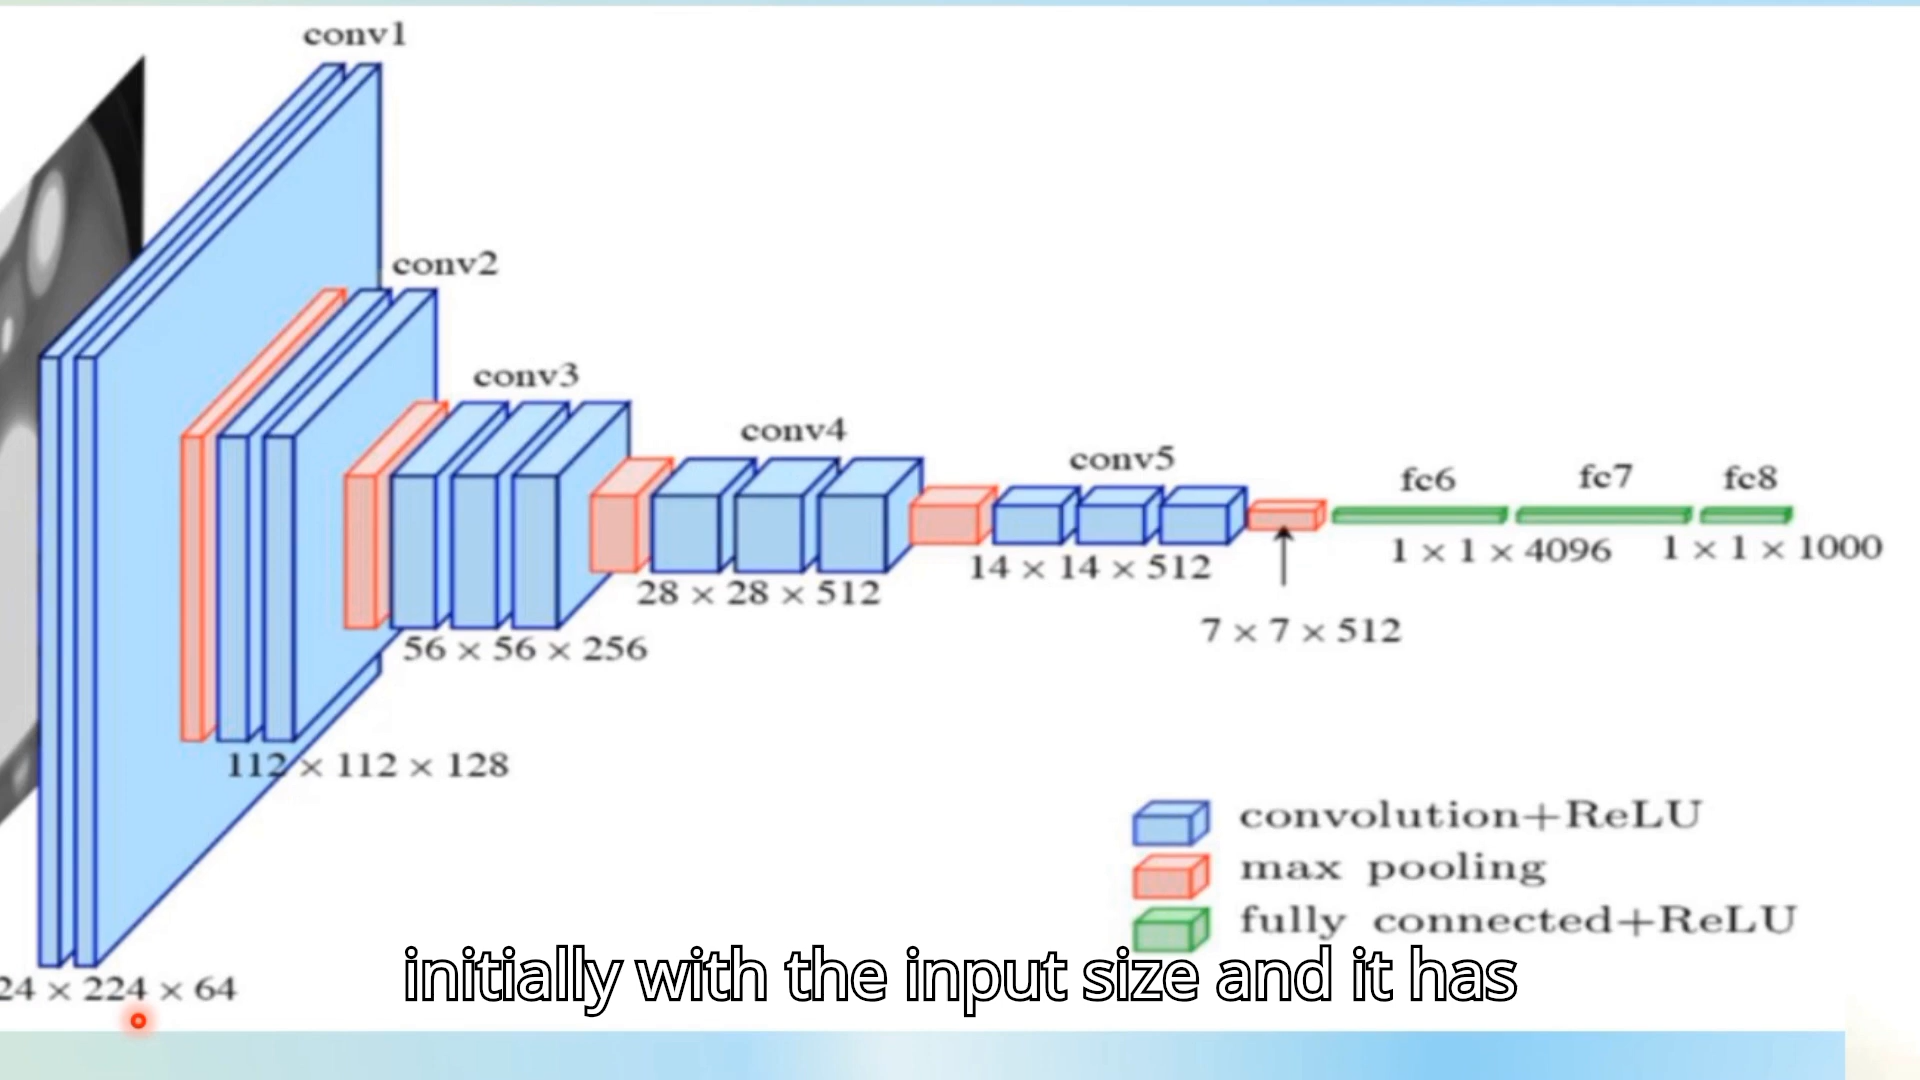 conv1
conv2
conv3
conv4
conv5
fc6
fc7
fc8
1 × 1 × 4096
1 × 1 × 1000
14 × 14 × 512
28 × 28 × 512
7 × 7 × 512
56 × 56 × 256
112 × 112 × 128
convolution+ReLU
max pooling
fully connected+ReLU
24 × 224 × 64
initially with the input size and it has